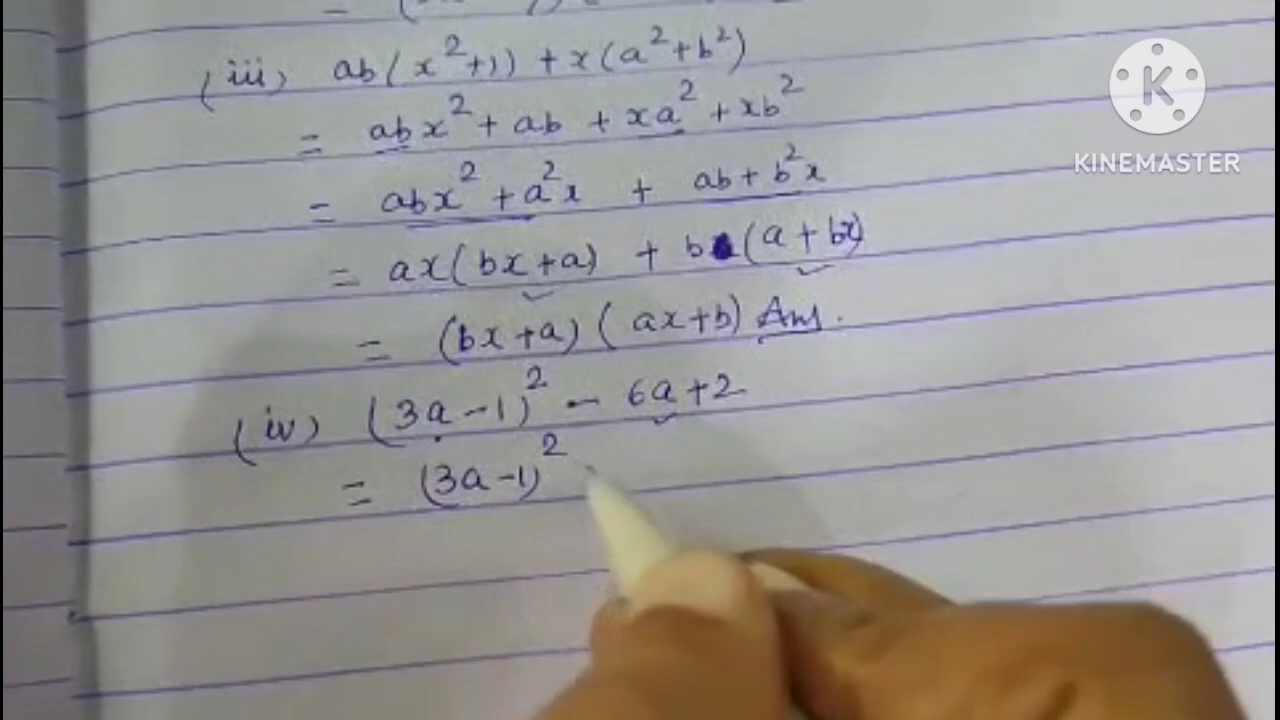 (iii) ab(x²+1) + x(a²+b²)
= abx² + ab + xa² + xb²
= abx² + a²x + ab + b²x
= ax(bx+a) + b(a+bx)
= (bx+a)(ax+b) Ans.
(iv) (3a-1)² - 6a+2
= (3a-1)²
KINEMASTER